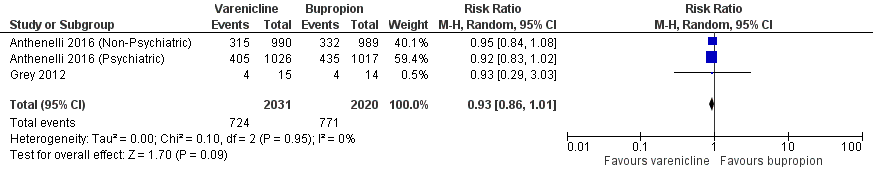 Varenicline Bupropion Risk Ratio Risk Ratio
Study or Subgroup Events Total Events Total Weight M-H, Random, 95% CI M-H, Random, 95% CI
Anthenelli 2016 (Non-Psychiatric) 315 990 332 989 40.1% 0.95 [0.84, 1.08]
Anthenelli 2016 (Psychiatric) 405 1026 435 1017 59.4% 0.92 [0.83, 1.02]
Grey 2012 4 15 4 14 0.5% 0.93 [0.29, 3.03]
Total (95% CI) 2031 2020 100.0% 0.93 [0.86, 1.01]
Total events 724 771
Heterogeneity: Tau² = 0.00; Chi² = 0.10, df = 2 (P = 0.95); I² = 0%
Test for overall effect: Z = 1.70 (P = 0.09)
0.01 0.1 1 10 100
Favours varenicline Favours bupropion